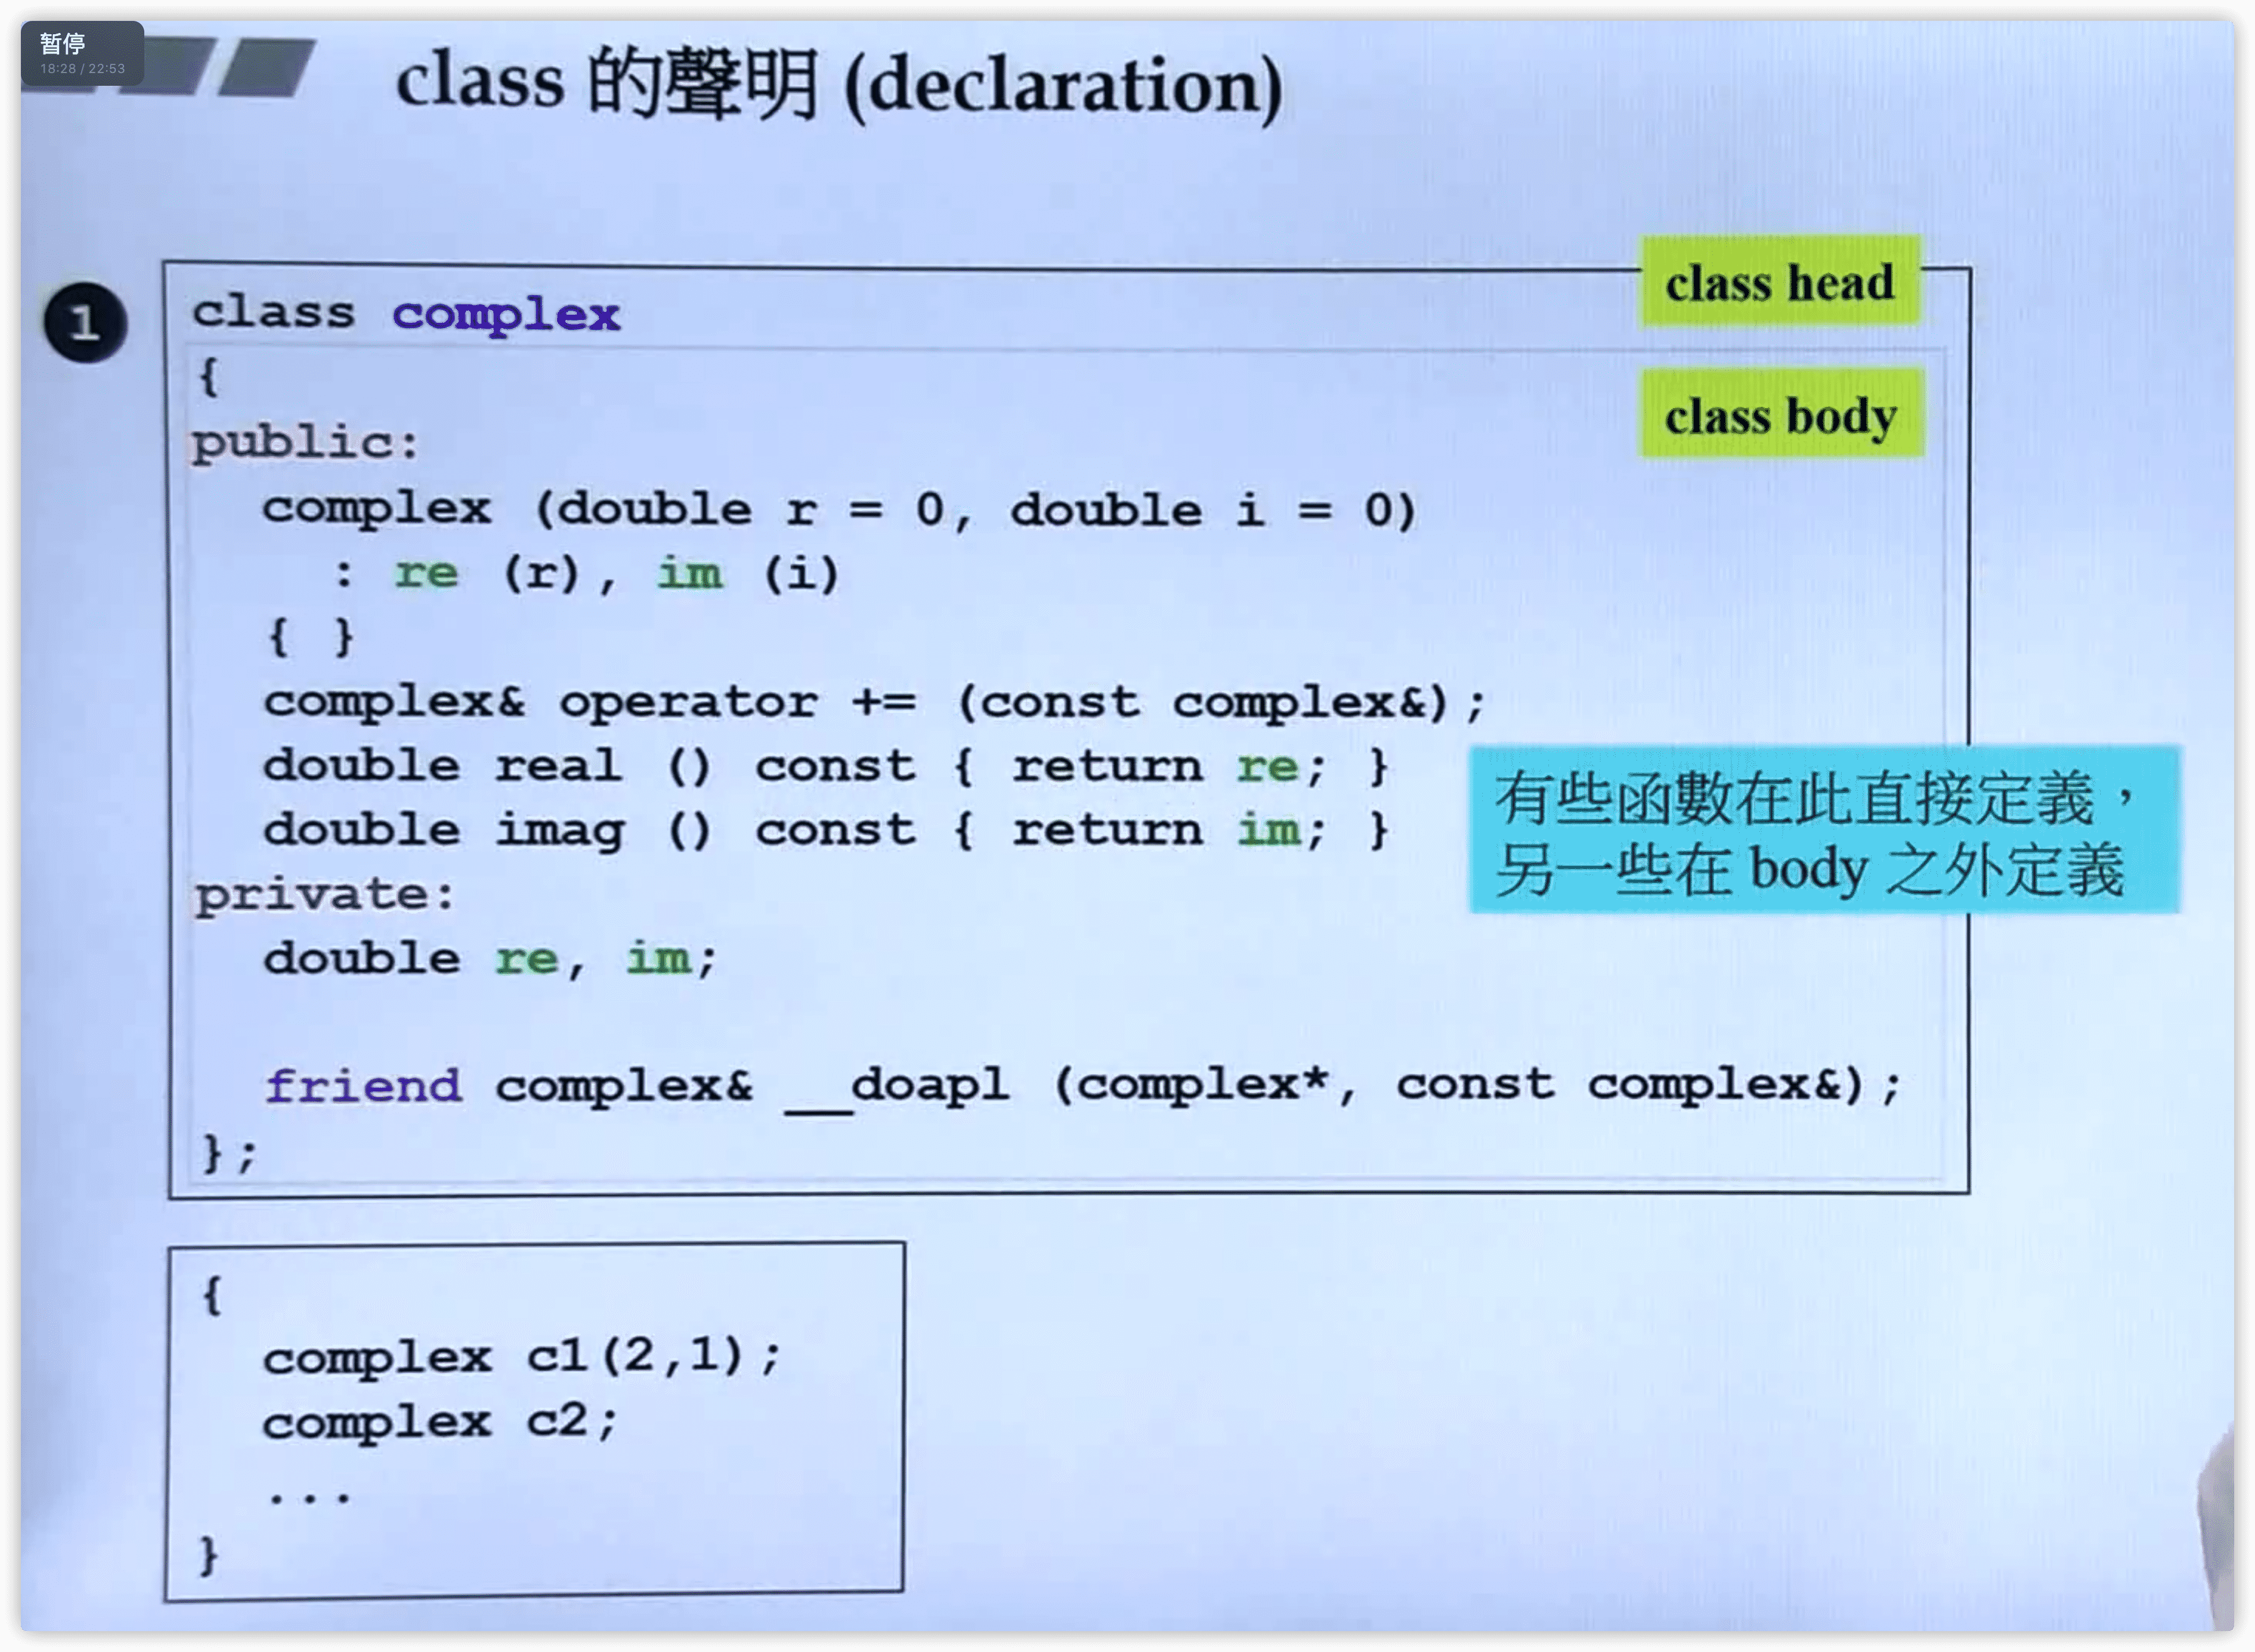 暂停
18:28 / 22:53
class 的聲明 (declaration)
class head
1
class complex
{
class body
public:
complex (double r = 0, double i = 0)
: re (r), im (i)
{ }
complex& operator += (const complex&);
double real () const { return re; }
double imag () const { return im; }
有些函數在此直接定義，
另一些在 body 之外定義
private:
double re, im;
friend complex& __doapl (complex*, const complex&);
};
{
complex c1(2,1);
complex c2;
...
}